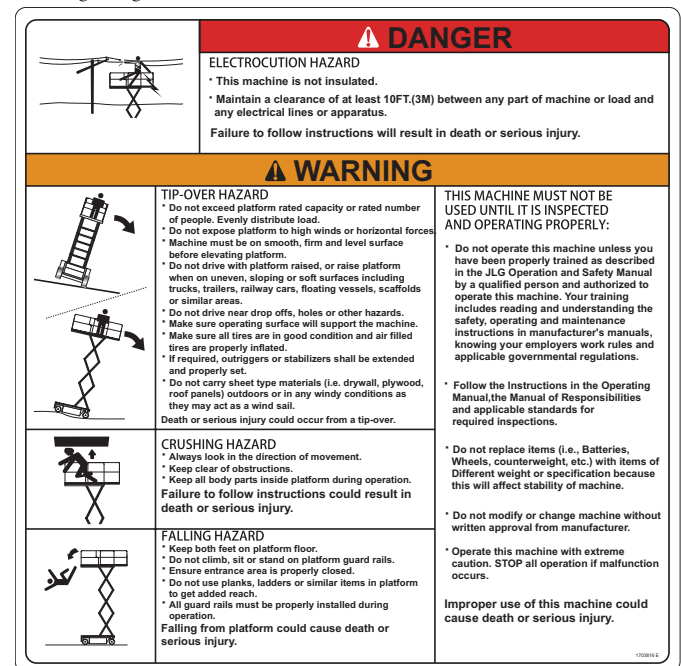 DANGER
ELECTROCUTION HAZARD
* This machine is not insulated.
* Maintain a clearance of at least 10FT.(3M) between any part of machine or load and
any electrical lines or apparatus.
Failure to follow instructions will result in death or serious injury.
WARNING
TIP-OVER HAZARD
* Do not exceed platform rated capacity or rated number
of people. Evenly distribute load.
* Do not expose platform to high winds or horizontal forces.
* Machine must be on smooth, firm and level surface
before elevating platform.
* Do not drive with platform raised, or raise platform
when on uneven, sloping or soft surfaces including
trucks, trailers, railway cars, floating vessels, scaffolds
or similar areas.
* Do not drive near drop offs, holes or other hazards.
* Make sure operating surface will support the machine.
* Make sure all tires are in good condition and air filled
tires are properly inflated.
* If required, outriggers or stabilizers shall be extended
and properly set.
* Do not carry sheet type materials (i.e. drywall, plywood,
roof panels) outdoors or in any windy conditions as
they may act as a wind sail.
Death or serious injury could occur from a tip-over.
CRUSHING HAZARD
* Always look in the direction of movement.
* Keep clear of obstructions.
* Keep all body parts inside platform during operation.
Failure to follow instructions could result in
death or serious injury.
FALLING HAZARD
* Keep both feet on platform floor.
* Do not climb, sit or stand on platform guard rails.
* Ensure entrance area is properly closed.
* Do not use planks, ladders or similar items in platform
to get added reach.
* All guard rails must be properly installed during
operation.
Falling from platform could cause death or
serious injury.
THIS MACHINE MUST NOT BE
USED UNTIL IT IS INSPECTED
AND OPERATING PROPERLY:
* Do not operate this machine unless you
have been properly trained as described
in the JLG Operation and Safety Manual
by a qualified person and authorized to
operate this machine. Your training
includes reading and understanding the
safety, operating and maintenance
instructions in manufacturer's manuals,
knowing your employers work rules and
applicable governmental regulations.
* Follow the Instructions in the Operating
Manual,the Manual of Responsibilities
and applicable standards for
required inspections.
* Do not replace items (i.e., Batteries,
Wheels, counterweight, etc.) with items of
Different weight or specification because
this will affect stability of machine.
* Do not modify or change machine without
written approval from manufacturer.
* Operate this machine with extreme
caution. STOP all operation if malfunction
occurs.
Improper use of this machine could
cause death or serious injury.
1703816 E